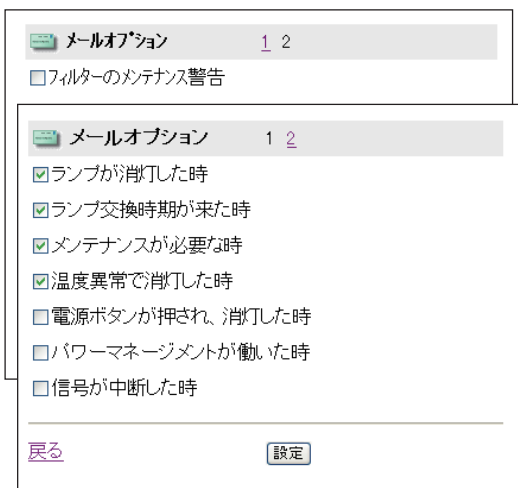 メールオプション 1 2
フィルターのメンテナンス警告
メールオプション 1 2
ランプが消灯した時
ランプ交換時期が来た時
メンテナンスが必要な時
温度異常で消灯した時
電源ボタンが押され、消灯した時
パワーマネージメントが働いた時
信号が中断した時
戻る 設定